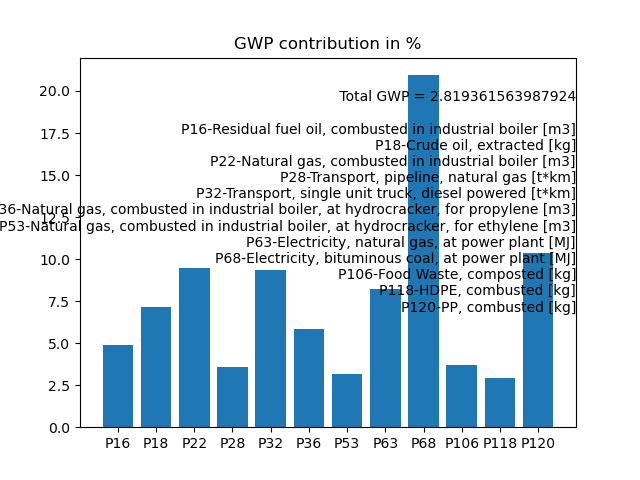 GWP contribution in %
20.0
Total GWP = 2.819361563987924
17.5
P16-Residual fuel oil, combusted in industrial boiler [m3]
P18-Crude oil, extracted [kg]
P22-Natural gas, combusted in industrial boiler [m3]
15.0
P28-Transport, pipeline, natural gas [t*km]
P32-Transport, single unit truck, diesel powered [t*km]
36-Natural gas, combusted in industrial boiler, at hydrocracker, for propylene [m3]
12.5
P53-Natural gas, combusted in industrial boiler, at hydrocracker, for ethylene [m3]
P63-Electricity, natural gas, at power plant [MJ]
10.0
P68-Electricity, bituminous coal, at power plant [MJ]
P106-Food Waste, composted [kg]
7.5
P118-HDPE, combusted [kg]
P120-PP, combusted [kg]
5.0
2.5
0.0
P16 P18 P22 P28 P32 P36 P53 P63 P68 P106 P118 P120